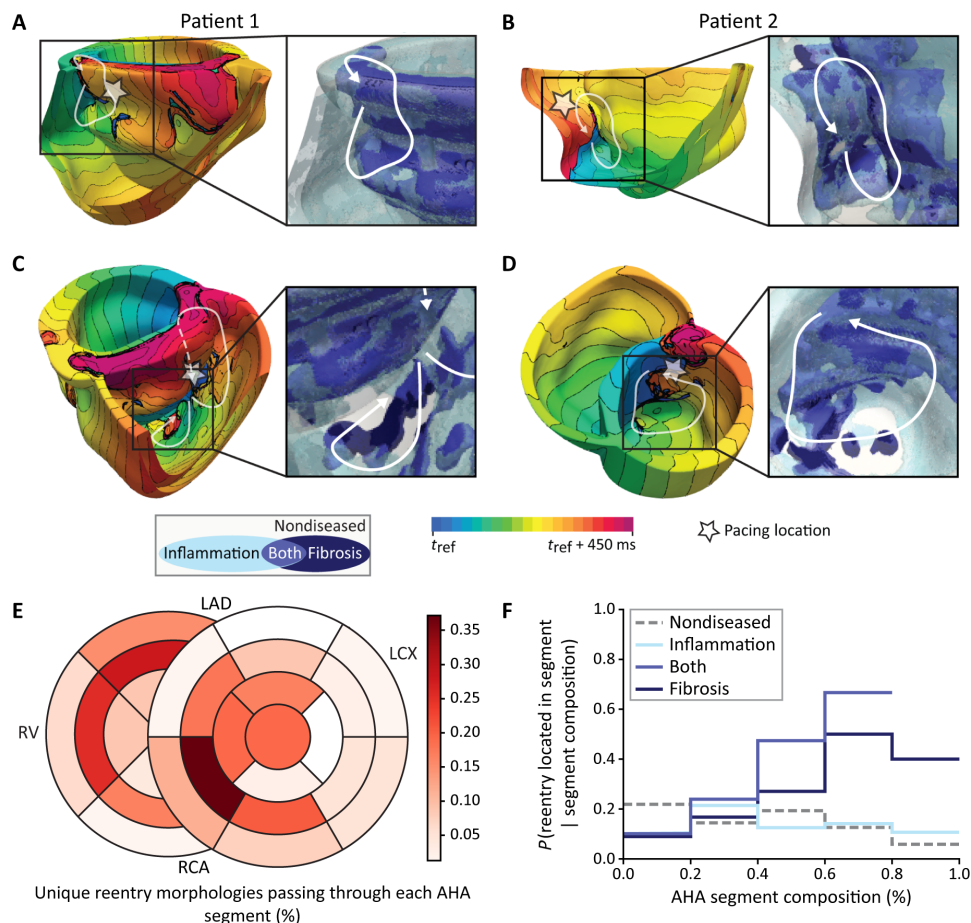 A
Patient 1
B
Patient 2
C
D
Nondiseased
Inflammation Both Fibrosis
tref
tref + 450 ms
Pacing location
E
LAD
LCX
RV
RCA
0.35
0.30
0.25
0.20
0.15
0.10
0.05
Unique reentry morphologies passing through each AHA
segment (%)
F
P(reentry located in segment
| segment composition)
1.0
0.8
0.6
0.4
0.2
0.0
Nondiseased
Inflammation
Both
Fibrosis
0.0 0.2 0.4 0.6 0.8 1.0
AHA segment composition (%)